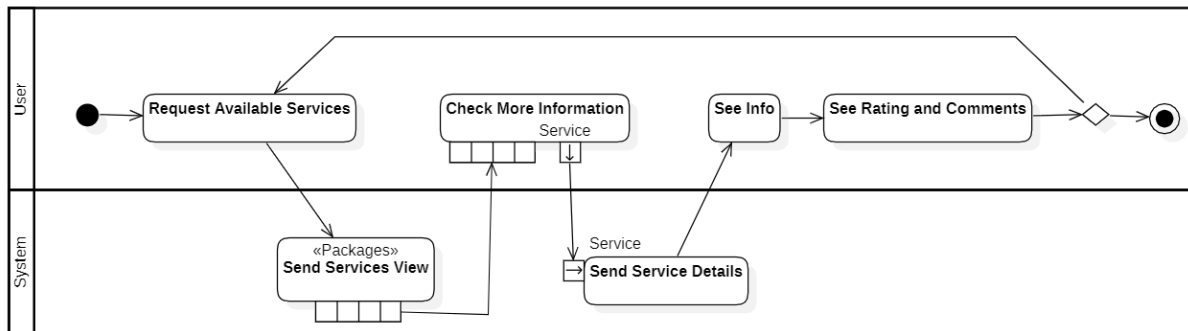 User
Request Available Services
Check More Information
Service
See Info
See Rating and Comments
System
«Packages»
Send Services View
Service
Send Service Details